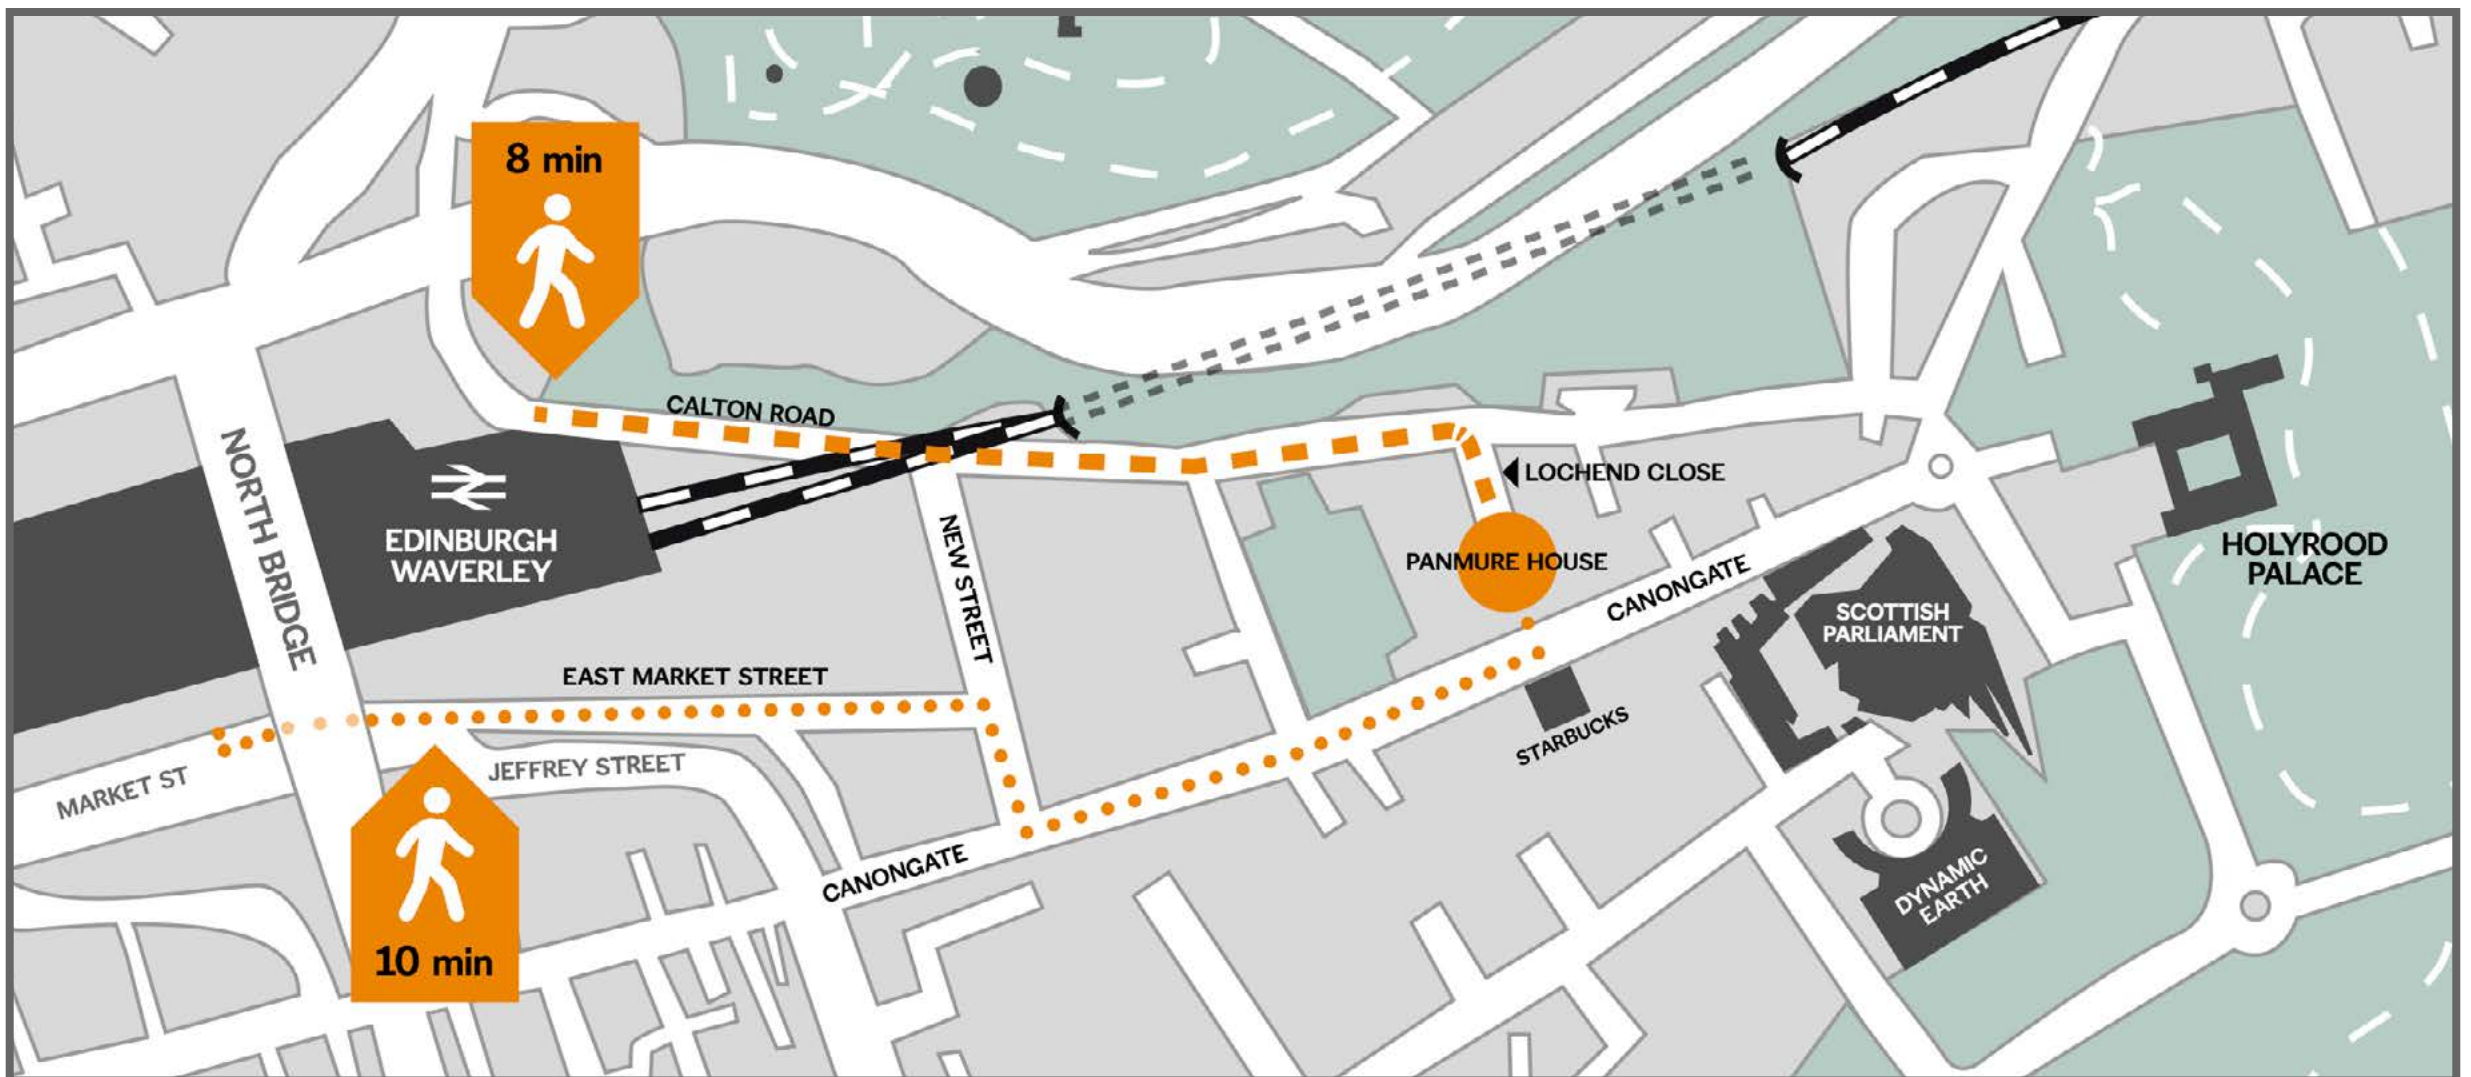 8 min
CALTON ROAD
NORTH BRIDGE
EDINBURGH
WAVERLEY
LOCHEND CLOSE
NEW STREET
PANMURE HOUSE
CANONGATE
HOLYROOD
PALACE
SCOTTISH
PARLIAMENT
EAST MARKET STREET
STARBUCKS
JEFFREY STREET
MARKET ST
CANONGATE
DYNAMIC
EARTH
10 min